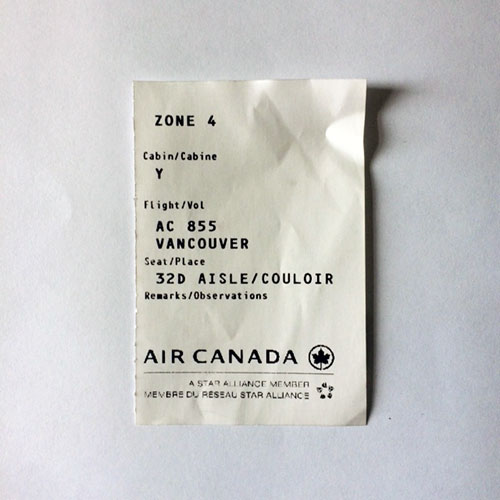 ZONE 4
Cabin/Cabine
Y
Flight/Vol
AC 855
VANCOUVER
Seat/Place
32D AISLE/COULOIR
Remarks/Observations
AIR CANADA
A STAR ALLIANCE MEMBER
MEMBRE DU RÉSEAU STAR ALLIANCE